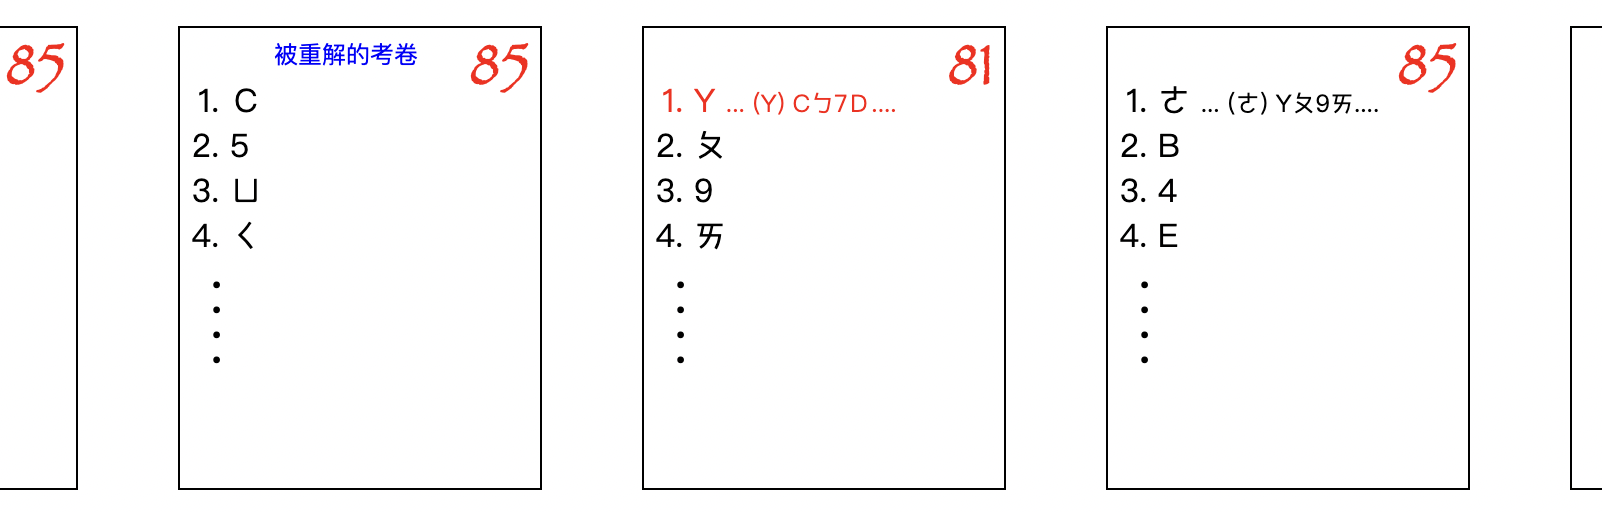 85
被重解的考卷
85
1. C
2. 5
3. ㄩ
4. ㄑ
81
1. Y ... (Y) Cㄅ7D....
2. ㄆ
3. 9
4. ㄞ
85
1. ㄜ ... (ㄜ) Yㄆ9ㄞ....
2. B
3. 4
4. E